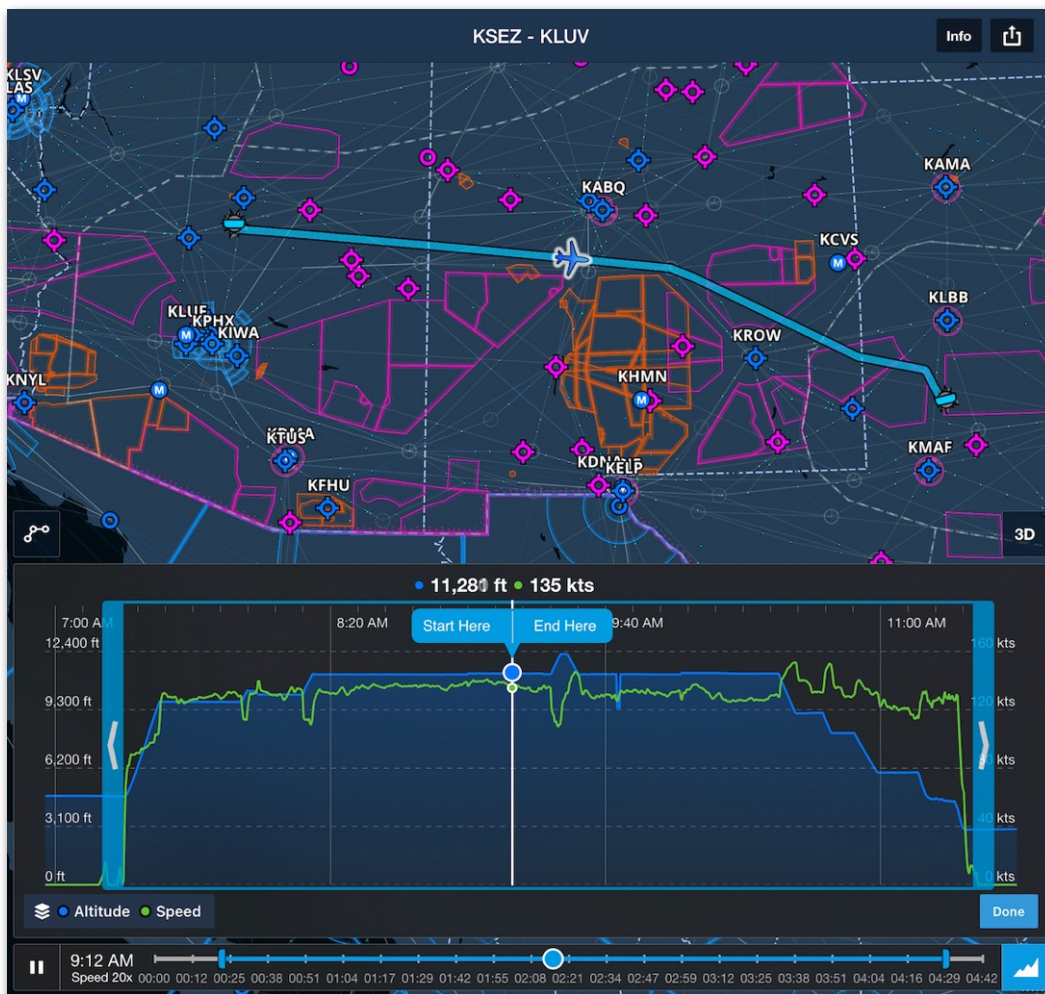 KSEZ - KLUV
Info
KLSV
LAS
M
KAMA
KABQ
KCVS
M
KLBB
KLUF
KPHX
M
KIWA
KROW
KNYL
M
KHMN
M
KTUS
KMAF
KELP
KFHU
3D
11,281 ft 135 kts
7:00 AM
8:20 AM
Start Here
End Here
9:40 AM
11:00 AM
12,400 ft
160 kts
9,300 ft
120 kts
6,200 ft
kts
3,100 ft
40 kts
0 ft
0 kts
Altitude Speed
Done
9:12 AM
Speed 20x
00:00 00:12 00:25 00:38 00:51 01:04 01:17 01:29 01:42 01:55 02:08 02:21 02:34 02:47 02:59 03:12 03:25 03:38 03:51 04:04 04:16 04:29 04:42